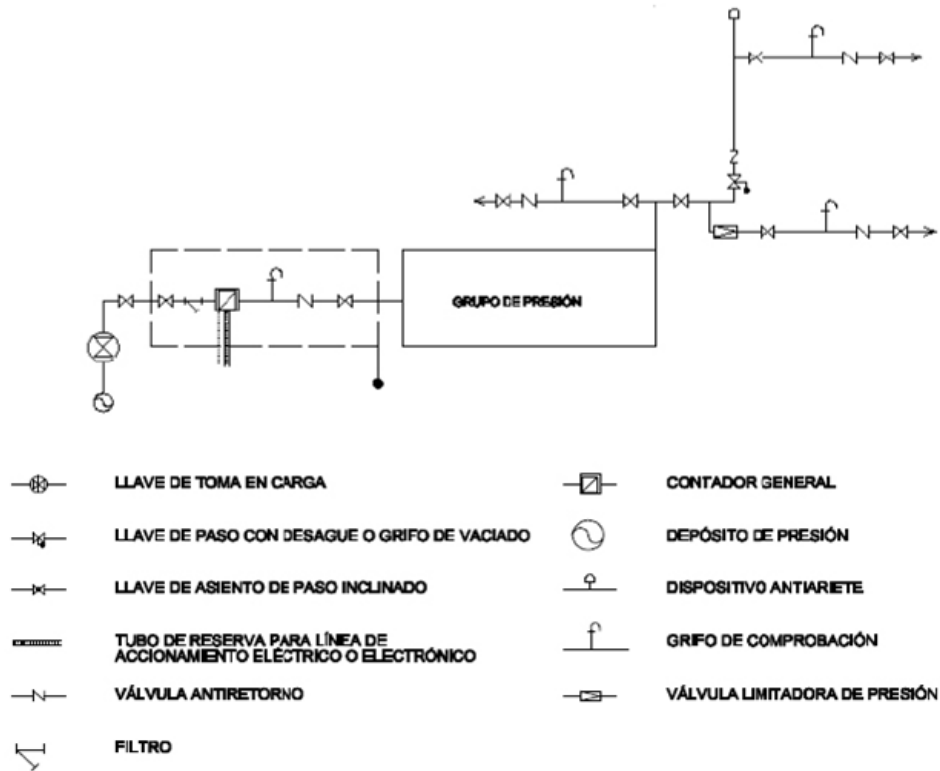 GRUPO DE PRESIÓN
LLAVE DE TOMA EN CARGA
LLAVE DE PASO CON DESAGUE O GRIFO DE VACIADO
LLAVE DE ASIENTO DE PASO INCLINADO
TUBO DE RESERVA PARA LÍNEA DE
ACCIONAMIENTO ELÉCTRICO O ELECTRÓNICO
VÁLVULA ANTIRETORNO
FILTRO
CONTADOR GENERAL
DEPÓSITO DE PRESIÓN
DISPOSITIVO ANTIARIETE
GRIFO DE COMPROBACIÓN
VÁLVULA LIMITADORA DE PRESIÓN